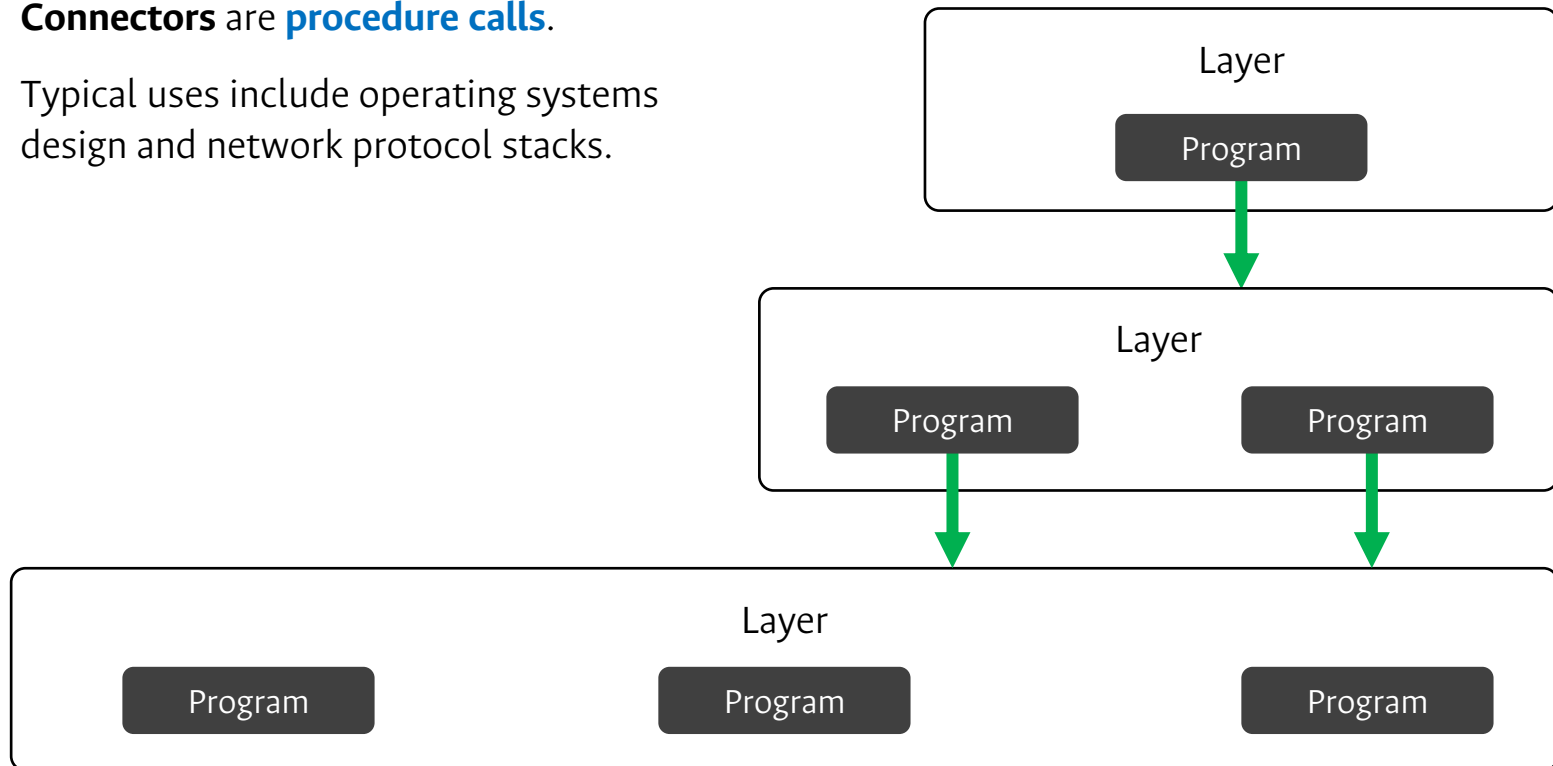 Connectors are procedure calls.
Typical uses include operating systems
design and network protocol stacks.
Layer
Program
Layer
Program
Program
Layer
Program
Program
Program